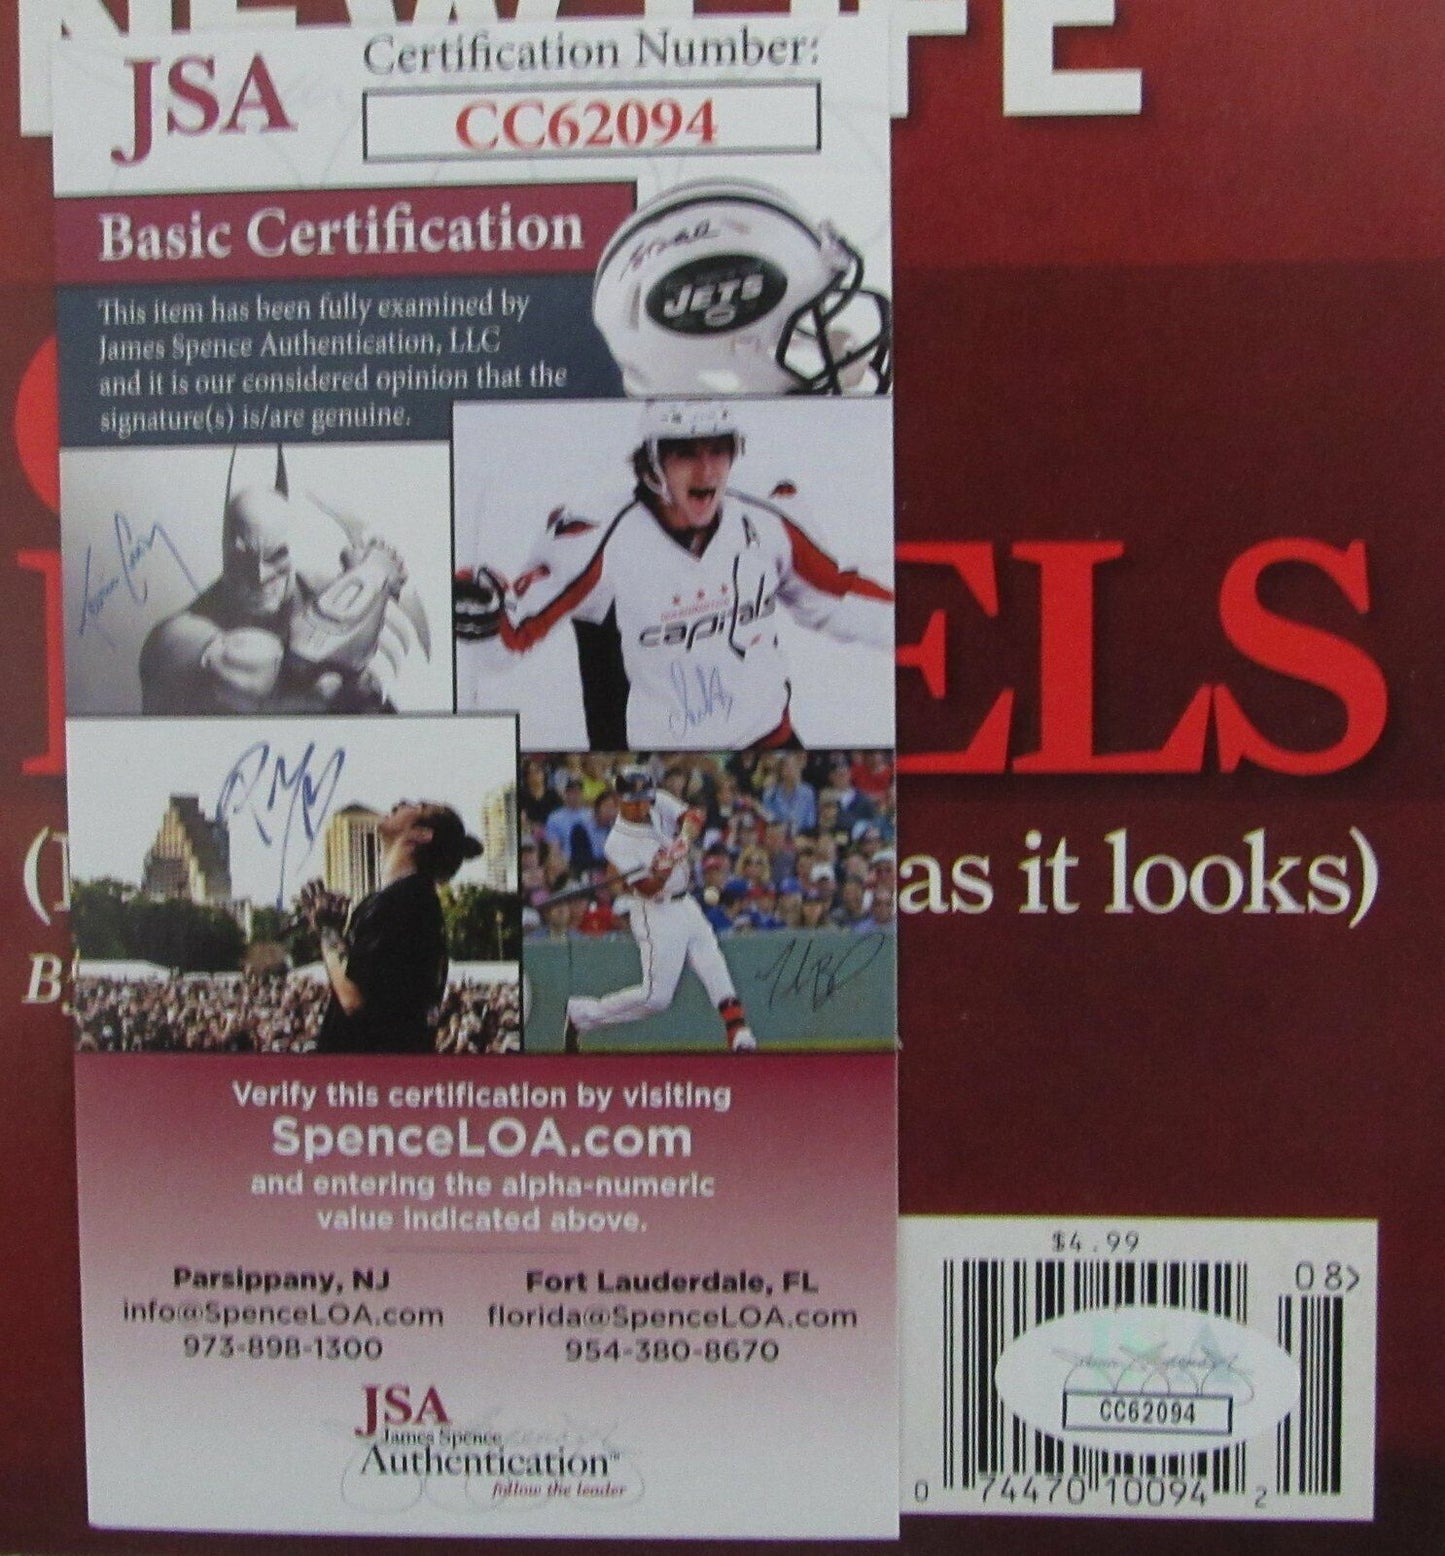 NEW LIFE
JSA
Certification Number:
CC62094
Basic Certification
This item has been fully examined by
James Spence Authentication, LLC
and it is our considered opinion that the
signature(s) is/are genuine.
JETS
capitals
ELS
as it looks)
By
Verify this certification by visiting
SpenceLOA.com
and entering the alpha-numeric
value indicated above.
Parsippany, NJ
info@SpenceLOA.com
973-898-1300
Fort Lauderdale, FL
florida@SpenceLOA.com
954-380-8670
JSA
James Spence
Authentication™
follow the leader
$4.99
08>
CC62094
0 74470 10094 2